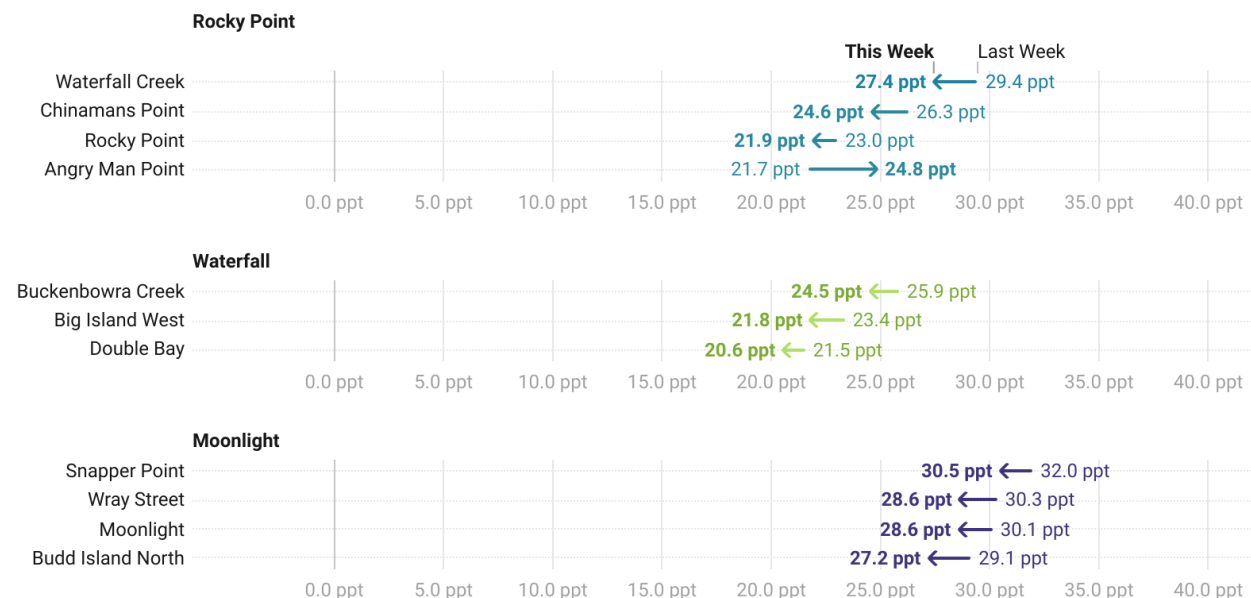 Rocky Point
This Week Last Week
Waterfall Creek 27.4 ppt 29.4 ppt
Chinamans Point 24.6 ppt 26.3 ppt
Rocky Point 21.9 ppt 23.0 ppt
Angry Man Point 21.7 ppt 24.8 ppt
0.0 ppt 5.0 ppt 10.0 ppt 15.0 ppt 20.0 ppt 25.0 ppt 30.0 ppt 35.0 ppt 40.0 ppt
Waterfall
Buckenbowra Creek 24.5 ppt 25.9 ppt
Big Island West 21.8 ppt 23.4 ppt
Double Bay 20.6 ppt 21.5 ppt
0.0 ppt 5.0 ppt 10.0 ppt 15.0 ppt 20.0 ppt 25.0 ppt 30.0 ppt 35.0 ppt 40.0 ppt
Moonlight
Snapper Point 30.5 ppt 32.0 ppt
Wray Street 28.6 ppt 30.3 ppt
Moonlight 28.6 ppt 30.1 ppt
Budd Island North 27.2 ppt 29.1 ppt
0.0 ppt 5.0 ppt 10.0 ppt 15.0 ppt 20.0 ppt 25.0 ppt 30.0 ppt 35.0 ppt 40.0 ppt